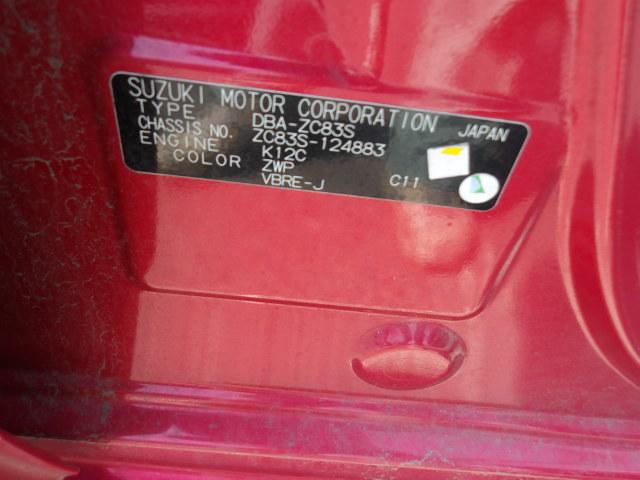 SUZUKI MOTOR CORPORATION JAPAN
TYPE DBA-ZC83S
CHASSIS NO. ZC83S-124883
ENGINE K12C
COLOR ZWP
VBRE-J C11